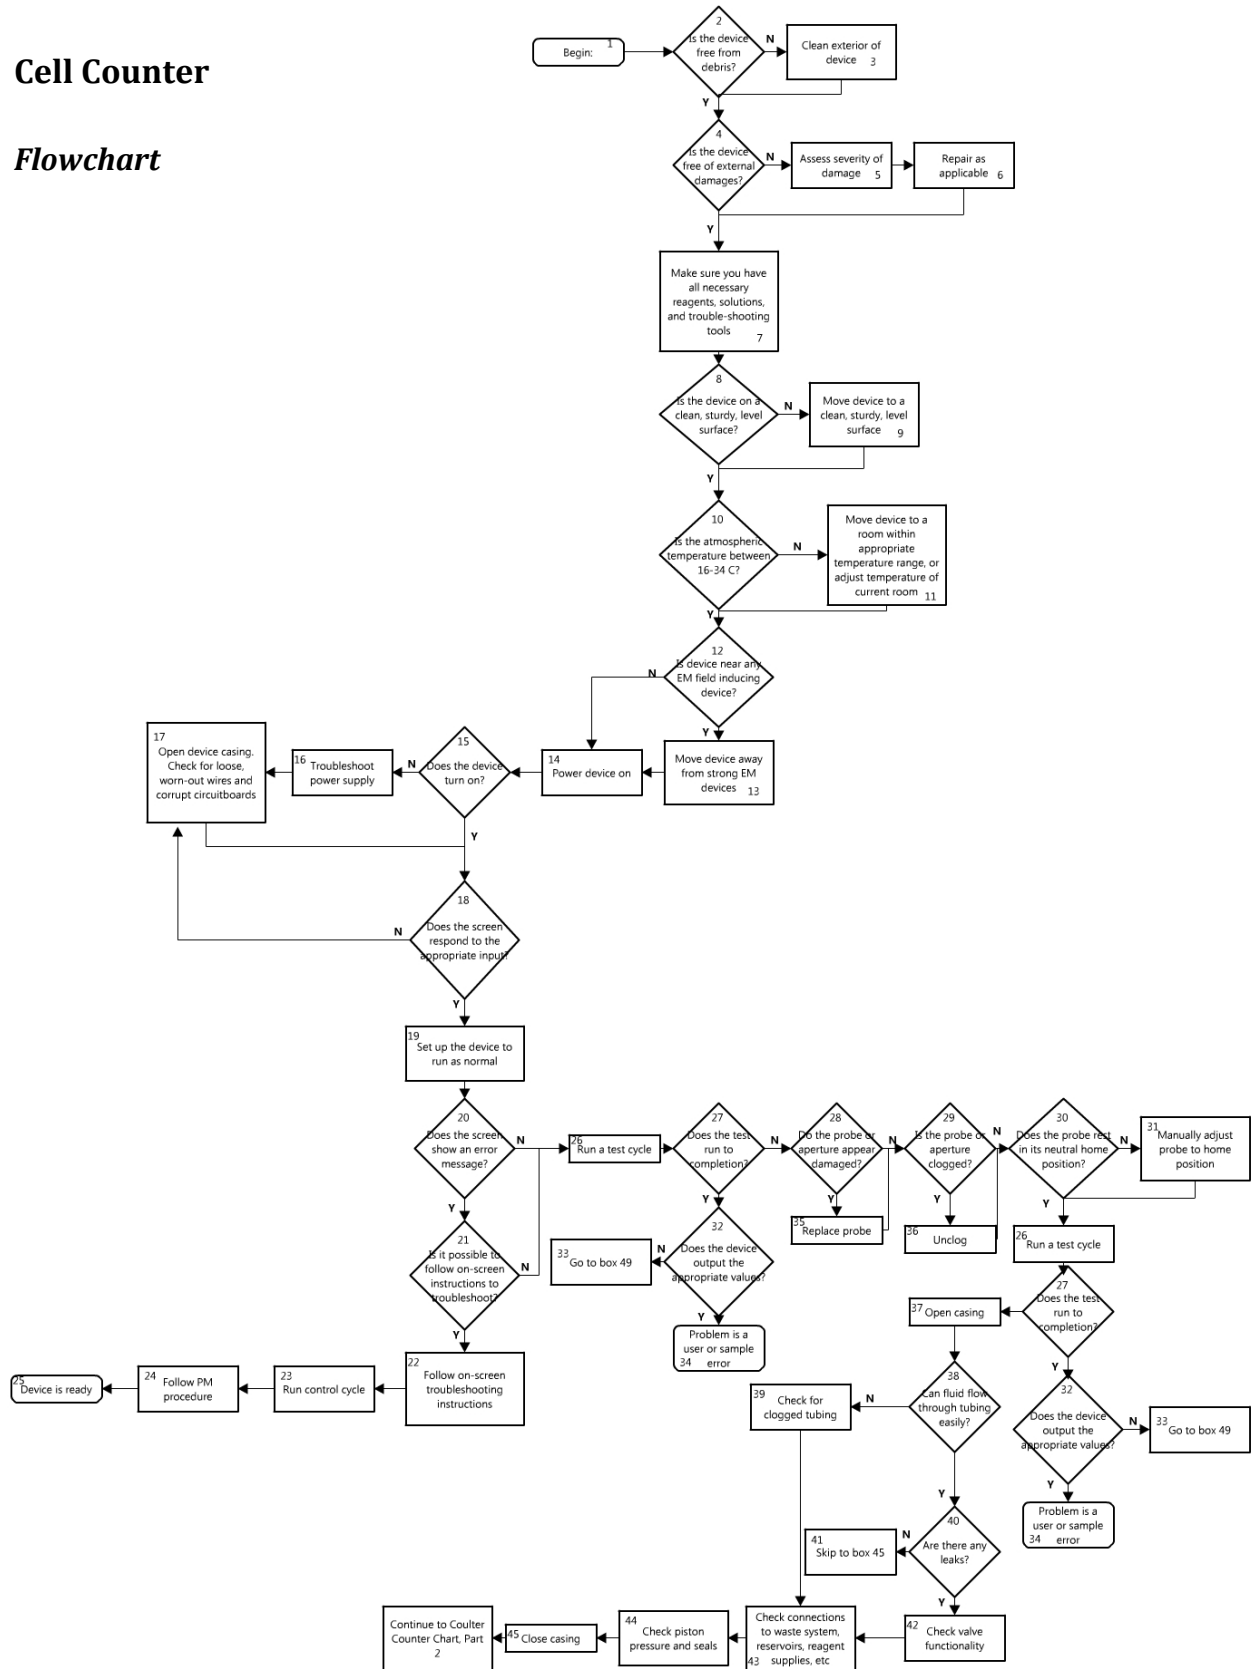 Cell Counter
Flowchart
Begin:
1
2
Is the device
free from
debris?
N
Clean exterior of
device
3
Y
4
Is the device
free of external
damages?
N
Assess severity of
damage
5
Repair as
applicable
6
Y
Make sure you have
all necessary
reagents, solutions,
and trouble-shooting
tools
7
8
Is the device on a
clean, sturdy, level
surface?
N
Move device to a
clean, sturdy, level
surface
9
Y
10
Is the atmospheric
temperature between
16-34 C?
N
Move device to a
room within
appropriate
temperature range, or
adjust temperature of
current room
11
Y
12
Is device near any
EM field inducing
device?
N
Y
Move device away
from strong EM
devices
13
14
Power device on
15
Does the device
turn on?
N
16
Troubleshoot
power supply
17
Open device casing.
Check for loose,
worn-out wires and
corrupt circuitboards
Y
18
Does the screen
respond to the
appropriate input?
N
Y
19
Set up the device to
run as normal
20
Does the screen
show an error
message?
N
Y
21
Is it possible to
follow on-screen
instructions to
troubleshoot?
N
Y
22
Follow on-screen
troubleshooting
instructions
23
Run control cycle
24
Follow PM
procedure
25
Device is ready
26
Run a test cycle
27
Does the test
run to
completion?
N
Y
28
Do the probe or
aperture appear
damaged?
N
Y
35
Replace probe
29
Is the probe or
aperture
clogged?
N
Y
36
Unclog
30
Does the probe rest
in its neutral home
position?
N
Y
31
Manually adjust
probe to home
position
32
Does the device
output the
appropriate values?
N
33
Go to box 49
Y
Problem is a
user or sample
error
34
26
Run a test cycle
27
Does the test
run to
completion?
Y
37
Open casing
38
Can fluid flow
through tubing
easily?
N
39
Check for
clogged tubing
Y
32
Does the device
output the
appropriate values?
N
33
Go to box 49
Y
Problem is a
user or sample
error
34
40
Are there any
leaks?
N
41
Skip to box 45
Y
42
Check valve
functionality
Check connections
to waste system,
reservoirs, reagent
supplies, etc
43
44
Check piston
pressure and seals
45
Close casing
Continue to Coulter
Counter Chart, Part
2